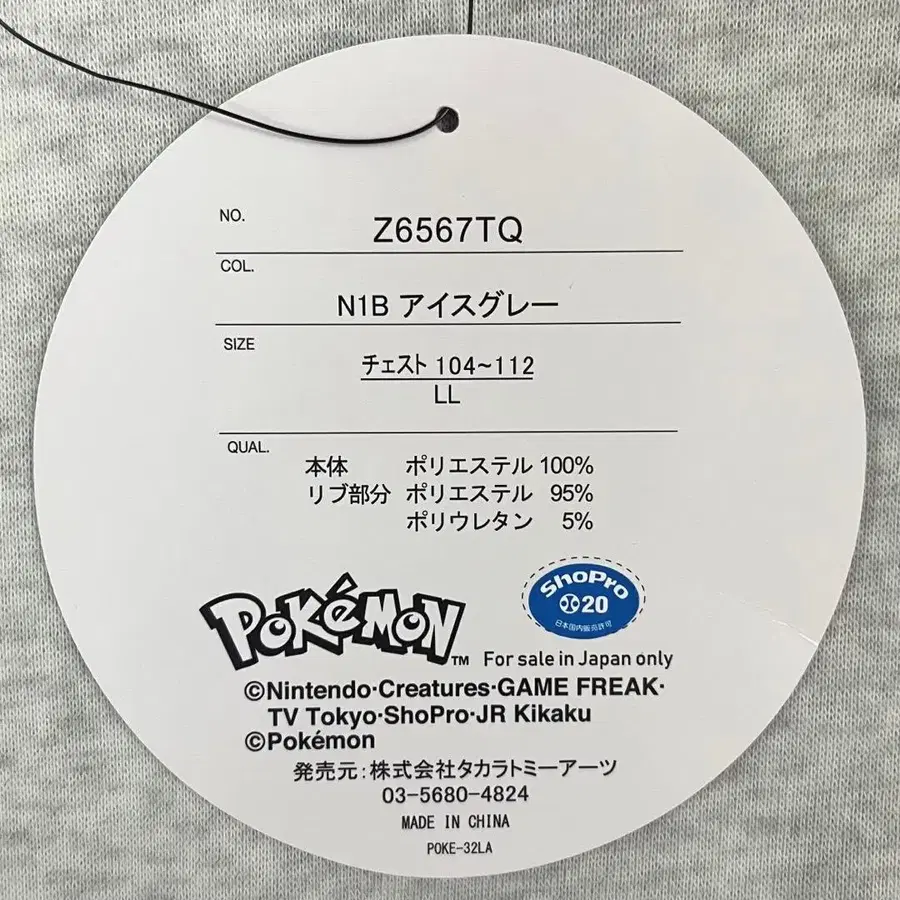 NO.
Z6567TQ
COL.
N1B アイスグレー
SIZE
チェスト 104~112
LL
QUAL.
本体 ポリエステル 100%
リブ部分 ポリエステル 95%
ポリウレタン 5%
ShoPro
20
日本国内販売許可
POKéMON TM
For sale in Japan only
©Nintendo·Creatures·GAME FREAK·
TV Tokyo·ShoPro·JR Kikaku
©Pokémon
発売元:株式会社タカラトミーアーツ
03-5680-4824
MADE IN CHINA
POKE-32LA